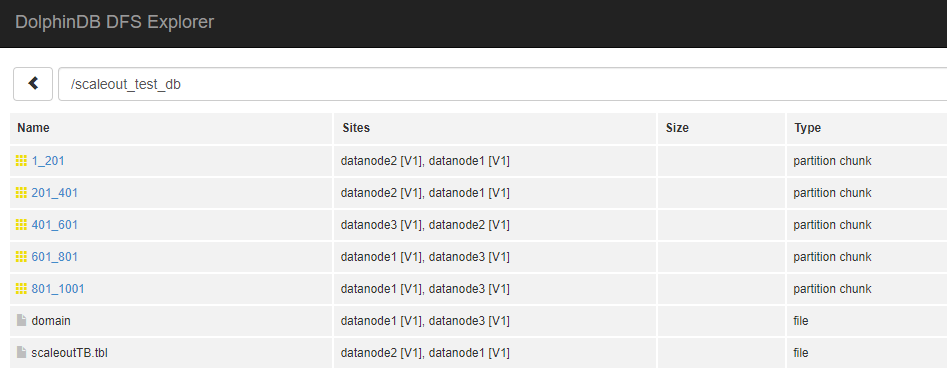 DolphinDB DFS Explorer
/scaleout_test_db
Name Sites Size Type
1_201 datanode2 [V1], datanode1 [V1] partition chunk
201_401 datanode2 [V1], datanode1 [V1] partition chunk
401_601 datanode3 [V1], datanode2 [V1] partition chunk
601_801 datanode1 [V1], datanode3 [V1] partition chunk
801_1001 datanode1 [V1], datanode3 [V1] partition chunk
domain datanode1 [V1], datanode3 [V1] file
scaleoutTB.tbl datanode2 [V1], datanode1 [V1] file